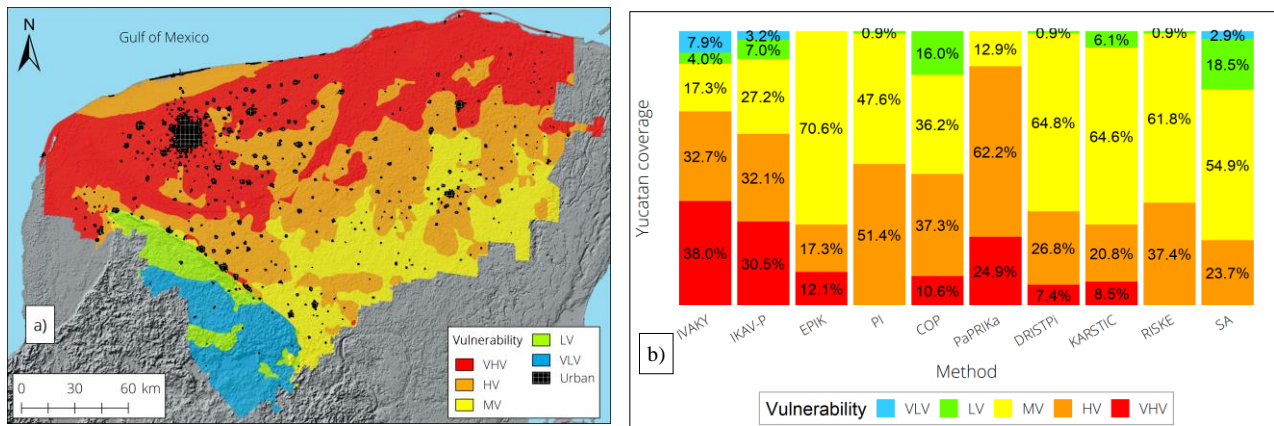 N
Gulf of Mexico
a)
0 30 60 km
Vulnerability
VHV
HV
MV
LV
VLV
Urban
Yucatan coverage
7.9%
4.0%
17.3%
32.7%
38.0%
3.2%
7.0%
27.2%
32.1%
30.5%
70.6%
17.3%
12.1%
0.9%
47.6%
51.4%
16.0%
36.2%
37.3%
10.6%
12.9%
62.2%
24.9%
0.9%
64.8%
26.8%
7.4%
6.1%
64.6%
20.8%
8.5%
0.9%
61.8%
37.4%
2.9%
18.5%
54.9%
23.7%
IVAKY
IKAV-P
EPIK
PI
COP
PaPRIKa
DRISTPi
KARSTIC
RISKE
SA
b)
Method
Vulnerability VLV LV MV HV VHV